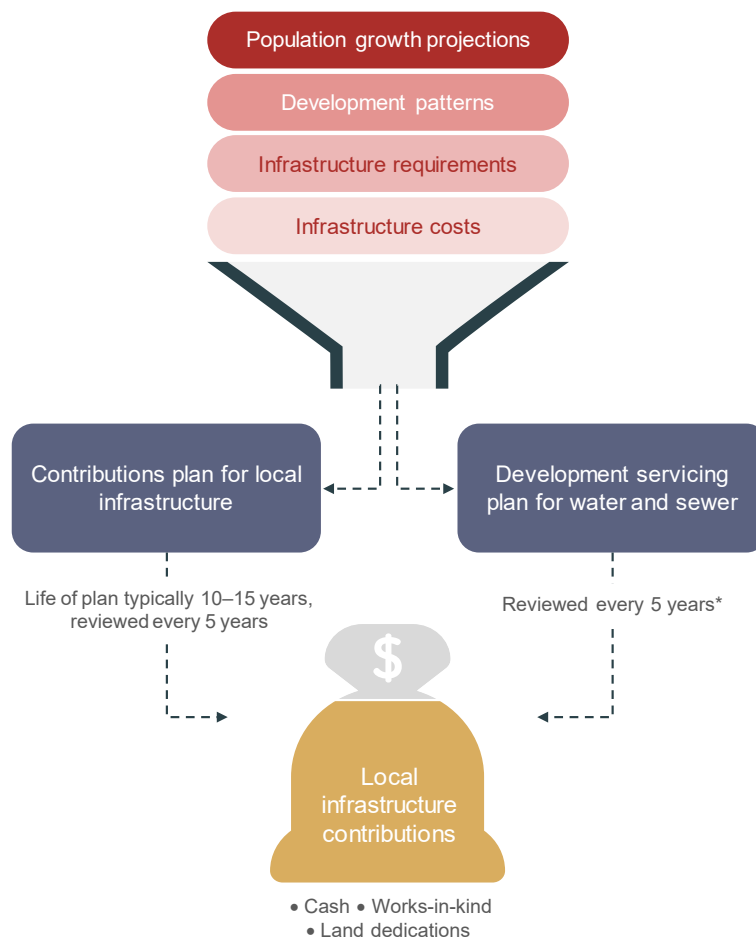 Population growth projections
Development patterns
Infrastructure requirements
Infrastructure costs
Contributions plan for local
infrastructure
Development servicing
plan for water and sewer
Life of plan typically 10–15 years,
reviewed every 5 years
Reviewed every 5 years*
$
Local
infrastructure
contributions
• Cash • Works-in-kind
• Land dedications